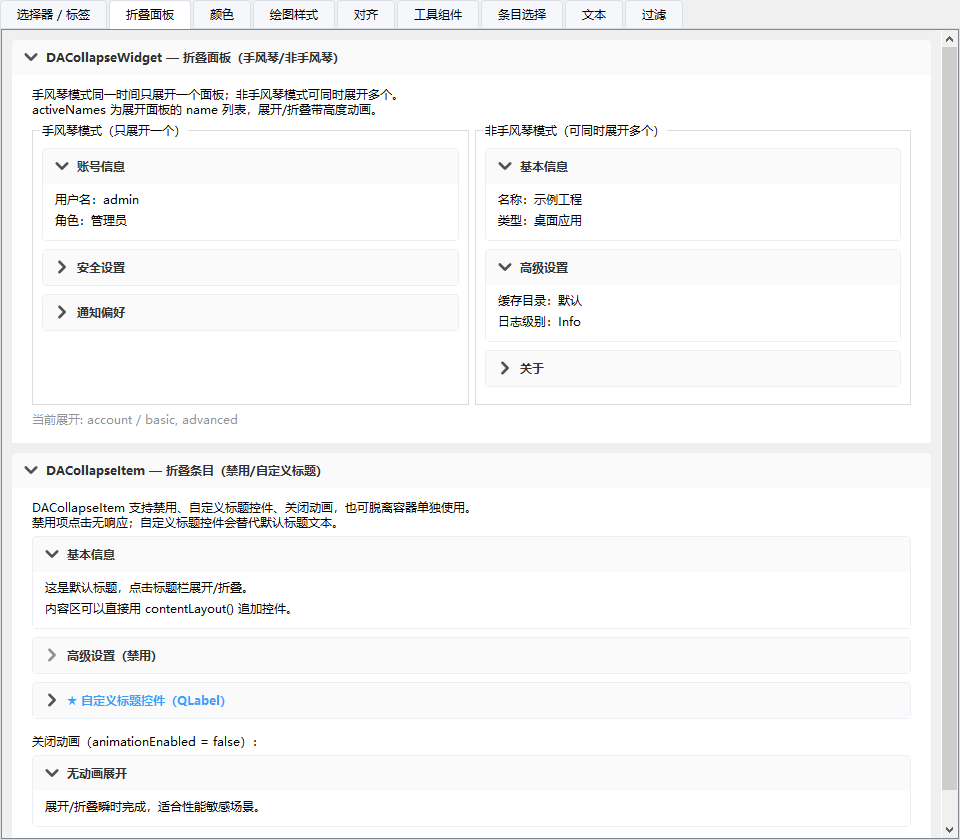 选择器 / 标签
折叠面板
颜色
绘图样式
对齐
工具组件
条目选择
文本
过滤
DACollapseWidget — 折叠面板（手风琴/非手风琴）
手风琴模式同一时间只展开一个面板；非手风琴模式可同时展开多个。
activeNames 为展开面板的 name 列表，展开/折叠带高度动画。
手风琴模式（只展开一个）
账号信息
用户名：admin
角色：管理员
安全设置
通知偏好
非手风琴模式（可同时展开多个）
基本信息
名称：示例工程
类型：桌面应用
高级设置
缓存目录：默认
日志级别：Info
关于
当前展开: account / basic, advanced
DACollapseItem — 折叠条目（禁用/自定义标题）
DACollapseItem 支持禁用、自定义标题控件、关闭动画，也可脱离容器单独使用。
禁用项点击无响应；自定义标题控件会替代默认标题文本。
基本信息
这是默认标题，点击标题栏展开/折叠。
内容区可以直接用 contentLayout() 追加控件。
高级设置（禁用）
★ 自定义标题控件（QLabel）
关闭动画（animationEnabled = false）：
无动画展开
展开/折叠瞬时完成，适合性能敏感场景。